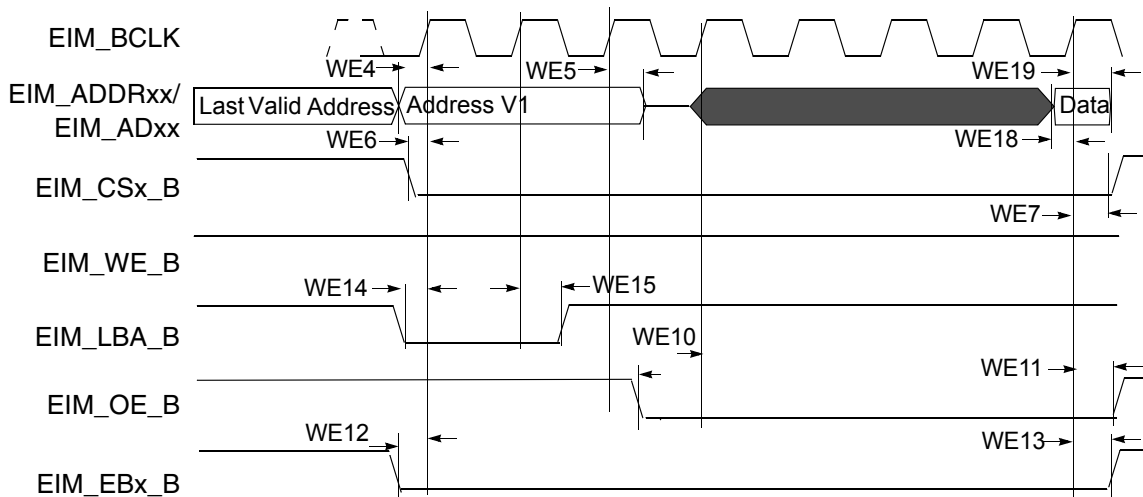 EIM_BCLK
WE4
WE5
WE19
EIM_ADDRxx/
EIM_ADxx
Last Valid Address
Address V1
Data
WE6
WE18
EIM_CSx_B
WE7
EIM_WE_B
WE14
WE15
EIM_LBA_B
WE10
WE11
EIM_OE_B
WE12
WE13
EIM_EBx_B